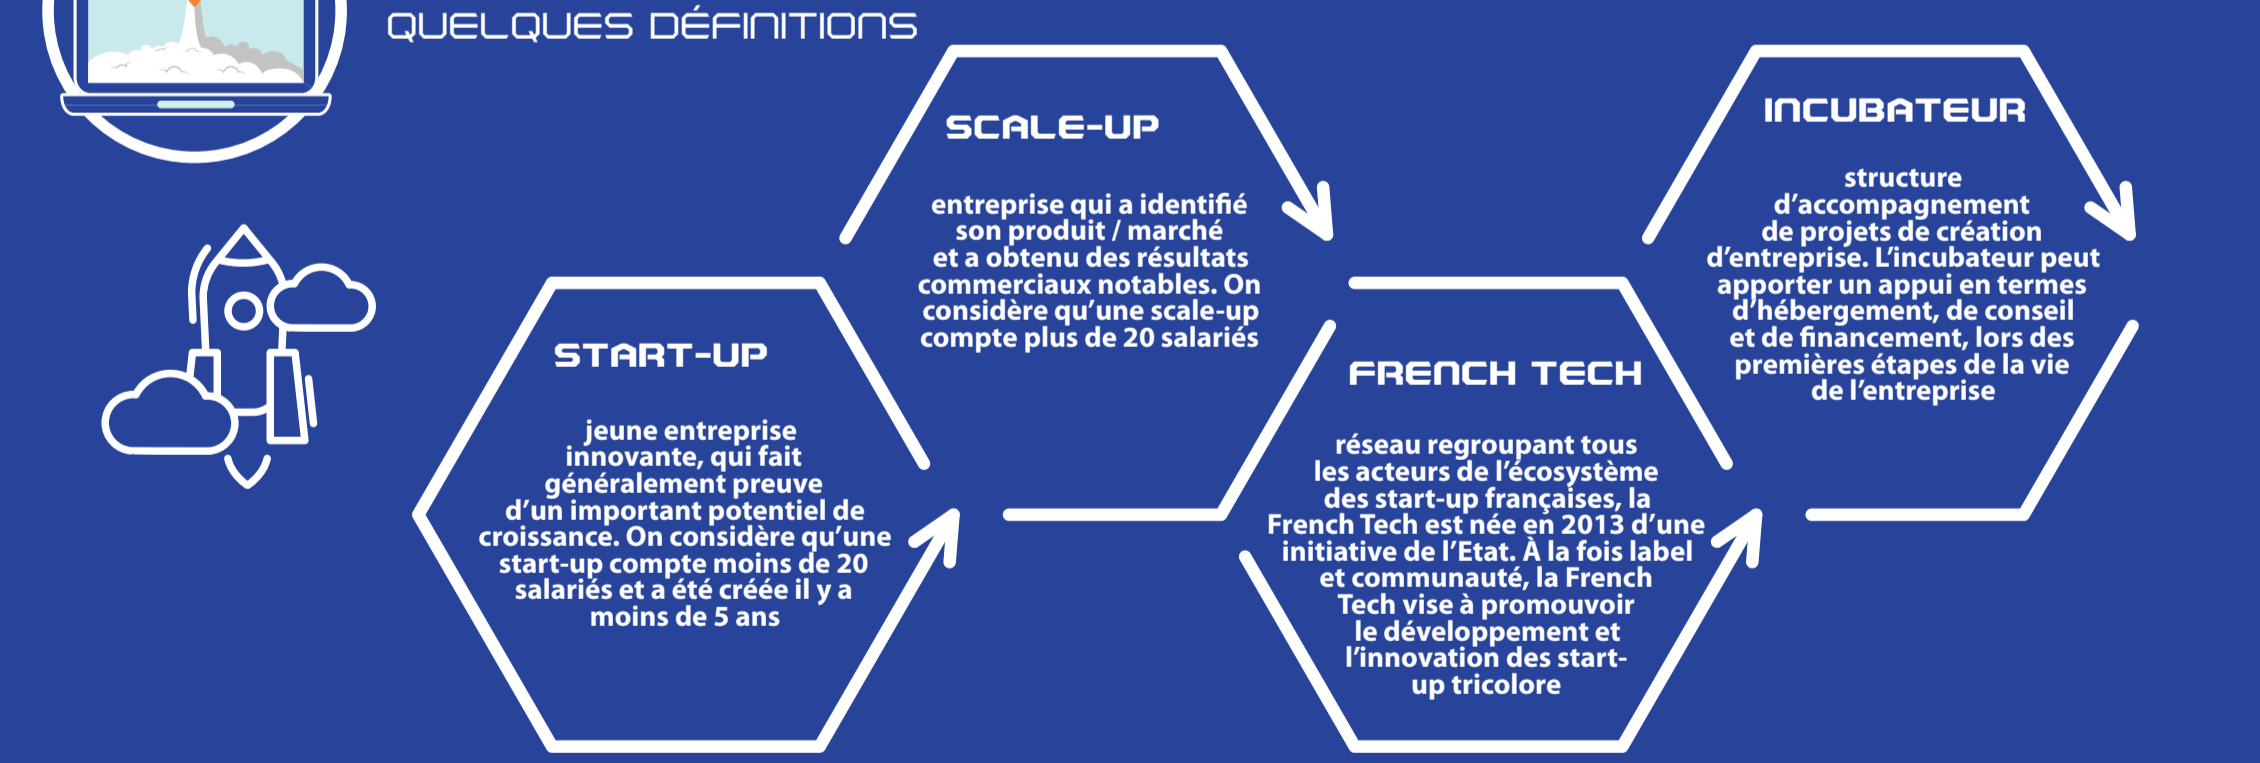 QUELQUES DÉFINITIONS
START-UP
jeune entreprise
innovante, qui fait
généralement preuve
d’un important potentiel de
croissance. On considère qu’une
start-up compte moins de 20
salariés et a été créée il y a
moins de 5 ans
SCALE-UP
entreprise qui a identifié
son produit / marché
et a obtenu des résultats
commerciaux notables. On
considère qu’une scale-up
compte plus de 20 salariés
FRENCH TECH
réseau regroupant tous
les acteurs de l’écosystème
des start-up françaises, la
French Tech est née en 2013 d’une
initiative de l’Etat. À la fois label
et communauté, la French
Tech vise à promouvoir
le développement et
l’innovation des start-
up tricolore
INCUBATEUR
structure
d’accompagnement
de projets de création
d’entreprise. L’incubateur peut
apporter un appui en termes
d’hébergement, de conseil
et de financement, lors des
premières étapes de la vie
de l’entreprise